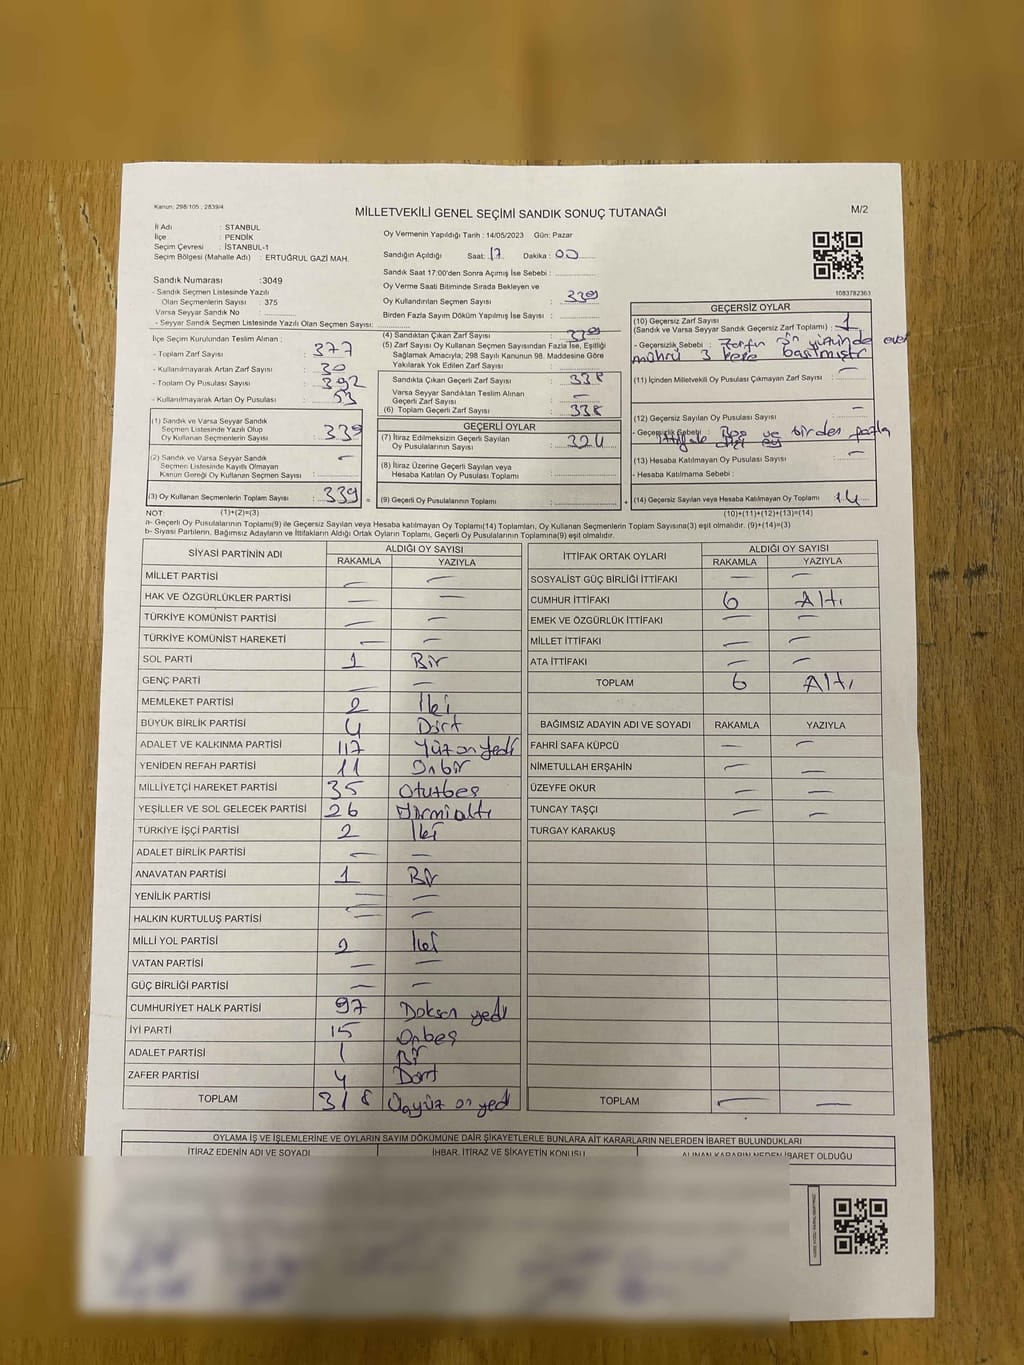 Kanun: 298/105 , 2839/4
MİLLETVEKİLİ GENEL SEÇİMİ SANDIK SONUÇ TUTANAĞI
M/2
İl Adı : STANBUL
İlçe : PENDİK
Seçim Çevresi : İSTANBUL-1
Seçim Bölgesi (Mahalle Adı) : ERTUĞRUL GAZİ MAH.
Sandık Numarası :3049
- Sandık Seçmen Listesinde Yazılı
Olan Seçmenlerin Sayısı : 375
Varsa Seyyar Sandık No :
- Seyyar Sandık Seçmen Listesinde Yazılı Olan Seçmen Sayısı:
İlçe Seçim Kurulundan Teslim Alınan :
- Toplam Zarf Sayısı : 377
- Kullanılmayarak Artan Zarf Sayısı : 30
- Toplam Oy Pusulası Sayısı : 392
- Kullanılmayarak Artan Oy Pusulası : 53
(1) Sandık ve Varsa Seyyar Sandık
Seçmen Listesinde Yazılı Olup
Oy Kullanan Seçmenlerin Sayısı : 339
(2) Sandık ve Varsa Seyyar Sandık
Seçmen Listesinde Kayıtlı Olmayan
Kanun Gereği Oy Kullanan Seçmen Sayısı : —
(3) Oy Kullanan Seçmenlerin Toplam Sayısı : 339 =
Oy Vermenin Yapıldığı Tarih : 14/05/2023 Gün: Pazar
Sandığın Açıldığı Saat: 17 Dakika : 00
Sandık Saat 17:00'den Sonra Açımış İse Sebebi :
Oy Verme Saati Bitiminde Sırada Bekleyen ve
Oy Kullandırılan Seçmen Sayısı : 339
Birden Fazla Sayım Döküm Yapılmış İse Sayısı :
(4) Sandıktan Çıkan Zarf Sayısı : 339
(5) Zarf Sayısı Oy Kullanan Seçmen Sayısından Fazla İse, Eşitliği
Sağlamak Amacıyla; 298 Sayılı Kanunun 98. Maddesine Göre
Yakılarak Yok Edilen Zarf Sayısı :
Sandıkta Çıkan Geçerli Zarf Sayısı : 338
Varsa Seyyar Sandıktan Teslim Alınan
Geçerli Zarf Sayısı : —
(6) Toplam Geçerli Zarf Sayısı : 338
GEÇERLİ OYLAR
(7) İtiraz Edilmeksizin Geçerli Sayılan
Oy Pusulalarının Sayısı : 324
(8) İtiraz Üzerine Geçerli Sayılan veya
Hesaba Katılan Oy Pusulası Toplamı :
(9) Geçerli Oy Pusulalarının Toplamı : +
1083782363
GEÇERSİZ OYLAR
(10) Geçersiz Zarf Sayısı
(Sandık ve Varsa Seyyar Sandık Geçersiz Zarf Toplamı) : 1
- Geçersizlik Sebebi : Zarfın ön yüzünde evet
mührü 3 kere basılmıştır
(11) İçinden Milletvekili Oy Pusulası Çıkmayan Zarf Sayısı : —
(12) Geçersiz Sayılan Oy Pusulası Sayısı : —
- Geçersizlik Sebebi : Boş ve birden fazla
(13) Hesaba Katılmayan Oy Pusulası Sayısı : —
- Hesaba Katılmama Sebebi :
(14) Geçersiz Sayılan veya Hesaba Katılmayan Oy Toplamı : 14
NOT: (1)+(2)=(3) (10)+(11)+(12)+(13)=(14)
a- Geçerli Oy Pusulalarının Toplamı(9) ile Geçersiz Sayılan veya Hesaba katılmayan Oy Toplamı(14) Toplamları, Oy Kullanan Seçmenlerin Toplam Sayısına(3) eşit olmalıdır. (9)+(14)=(3)
b- Siyasi Partilerin, Bağımsız Adayların ve İttifakların Aldığı Ortak Oyların Toplamı, Geçerli Oy Pusulalarının Toplamına(9) eşit olmalıdır.
SİYASİ PARTİNİN ADI ALDIĞI OY SAYISI
RAKAMLA YAZIYLA
MİLLET PARTİSİ — —
HAK VE ÖZGÜRLÜKLER PARTİSİ — —
TÜRKİYE KOMÜNİST PARTİSİ — —
TÜRKİYE KOMÜNİST HAREKETİ — —
SOL PARTİ 1 Bir
GENÇ PARTİ — —
MEMLEKET PARTİSİ 2 İki
BÜYÜK BİRLİK PARTİSİ 4 Dört
ADALET VE KALKINMA PARTİSİ 117 Yüz on yedi
YENİDEN REFAH PARTİSİ 11 Onbir
MİLLİYETÇİ HAREKET PARTİSİ 35 Otuzbeş
YEŞİLLER VE SOL GELECEK PARTİSİ 26 Yirmialtı
TÜRKİYE İŞÇİ PARTİSİ 2 İki
ADALET BİRLİK PARTİSİ — —
ANAVATAN PARTİSİ 1 Bir
YENİLİK PARTİSİ — —
HALKIN KURTULUŞ PARTİSİ — —
MİLLİ YOL PARTİSİ 2 İki
VATAN PARTİSİ — —
GÜÇ BİRLİĞİ PARTİSİ — —
CUMHURİYET HALK PARTİSİ 97 Doksan yedi
İYİ PARTİ 15 Onbeş
ADALET PARTİSİ 1 Bir
ZAFER PARTİSİ 4 Dört
TOPLAM 318 Üçyüz on yedi
İTTİFAK ORTAK OYLARI ALDIĞI OY SAYISI
RAKAMLA YAZIYLA
SOSYALİST GÜÇ BİRLİĞİ İTTİFAKI — —
CUMHUR İTTİFAKI 6 Altı
EMEK VE ÖZGÜRLÜK İTTİFAKI — —
MİLLET İTTİFAKI — —
ATA İTTİFAKI — —
TOPLAM 6 Altı
BAĞIMSIZ ADAYIN ADI VE SOYADI RAKAMLA YAZIYLA
FAHRİ SAFA KÜPCÜ — —
NİMETULLAH ERŞAHİN — —
ÜZEYFE OKUR — —
TUNCAY TAŞÇI — —
TURGAY KARAKUŞ
TOPLAM — —
OYLAMA İŞ VE İŞLEMLERİNE VE OYLARIN SAYIM DÖKÜMÜNE DAİR ŞİKAYETLERLE BUNLARA AİT KARARLARIN NELERDEN İBARET BULUNDUKLARI
İTİRAZ EDENİN ADI VE SOYADI İHBAR, İTİRAZ VE ŞİKAYETİN KONUSU ALINAN KARARIN NEDEN İBARET OLDUĞU